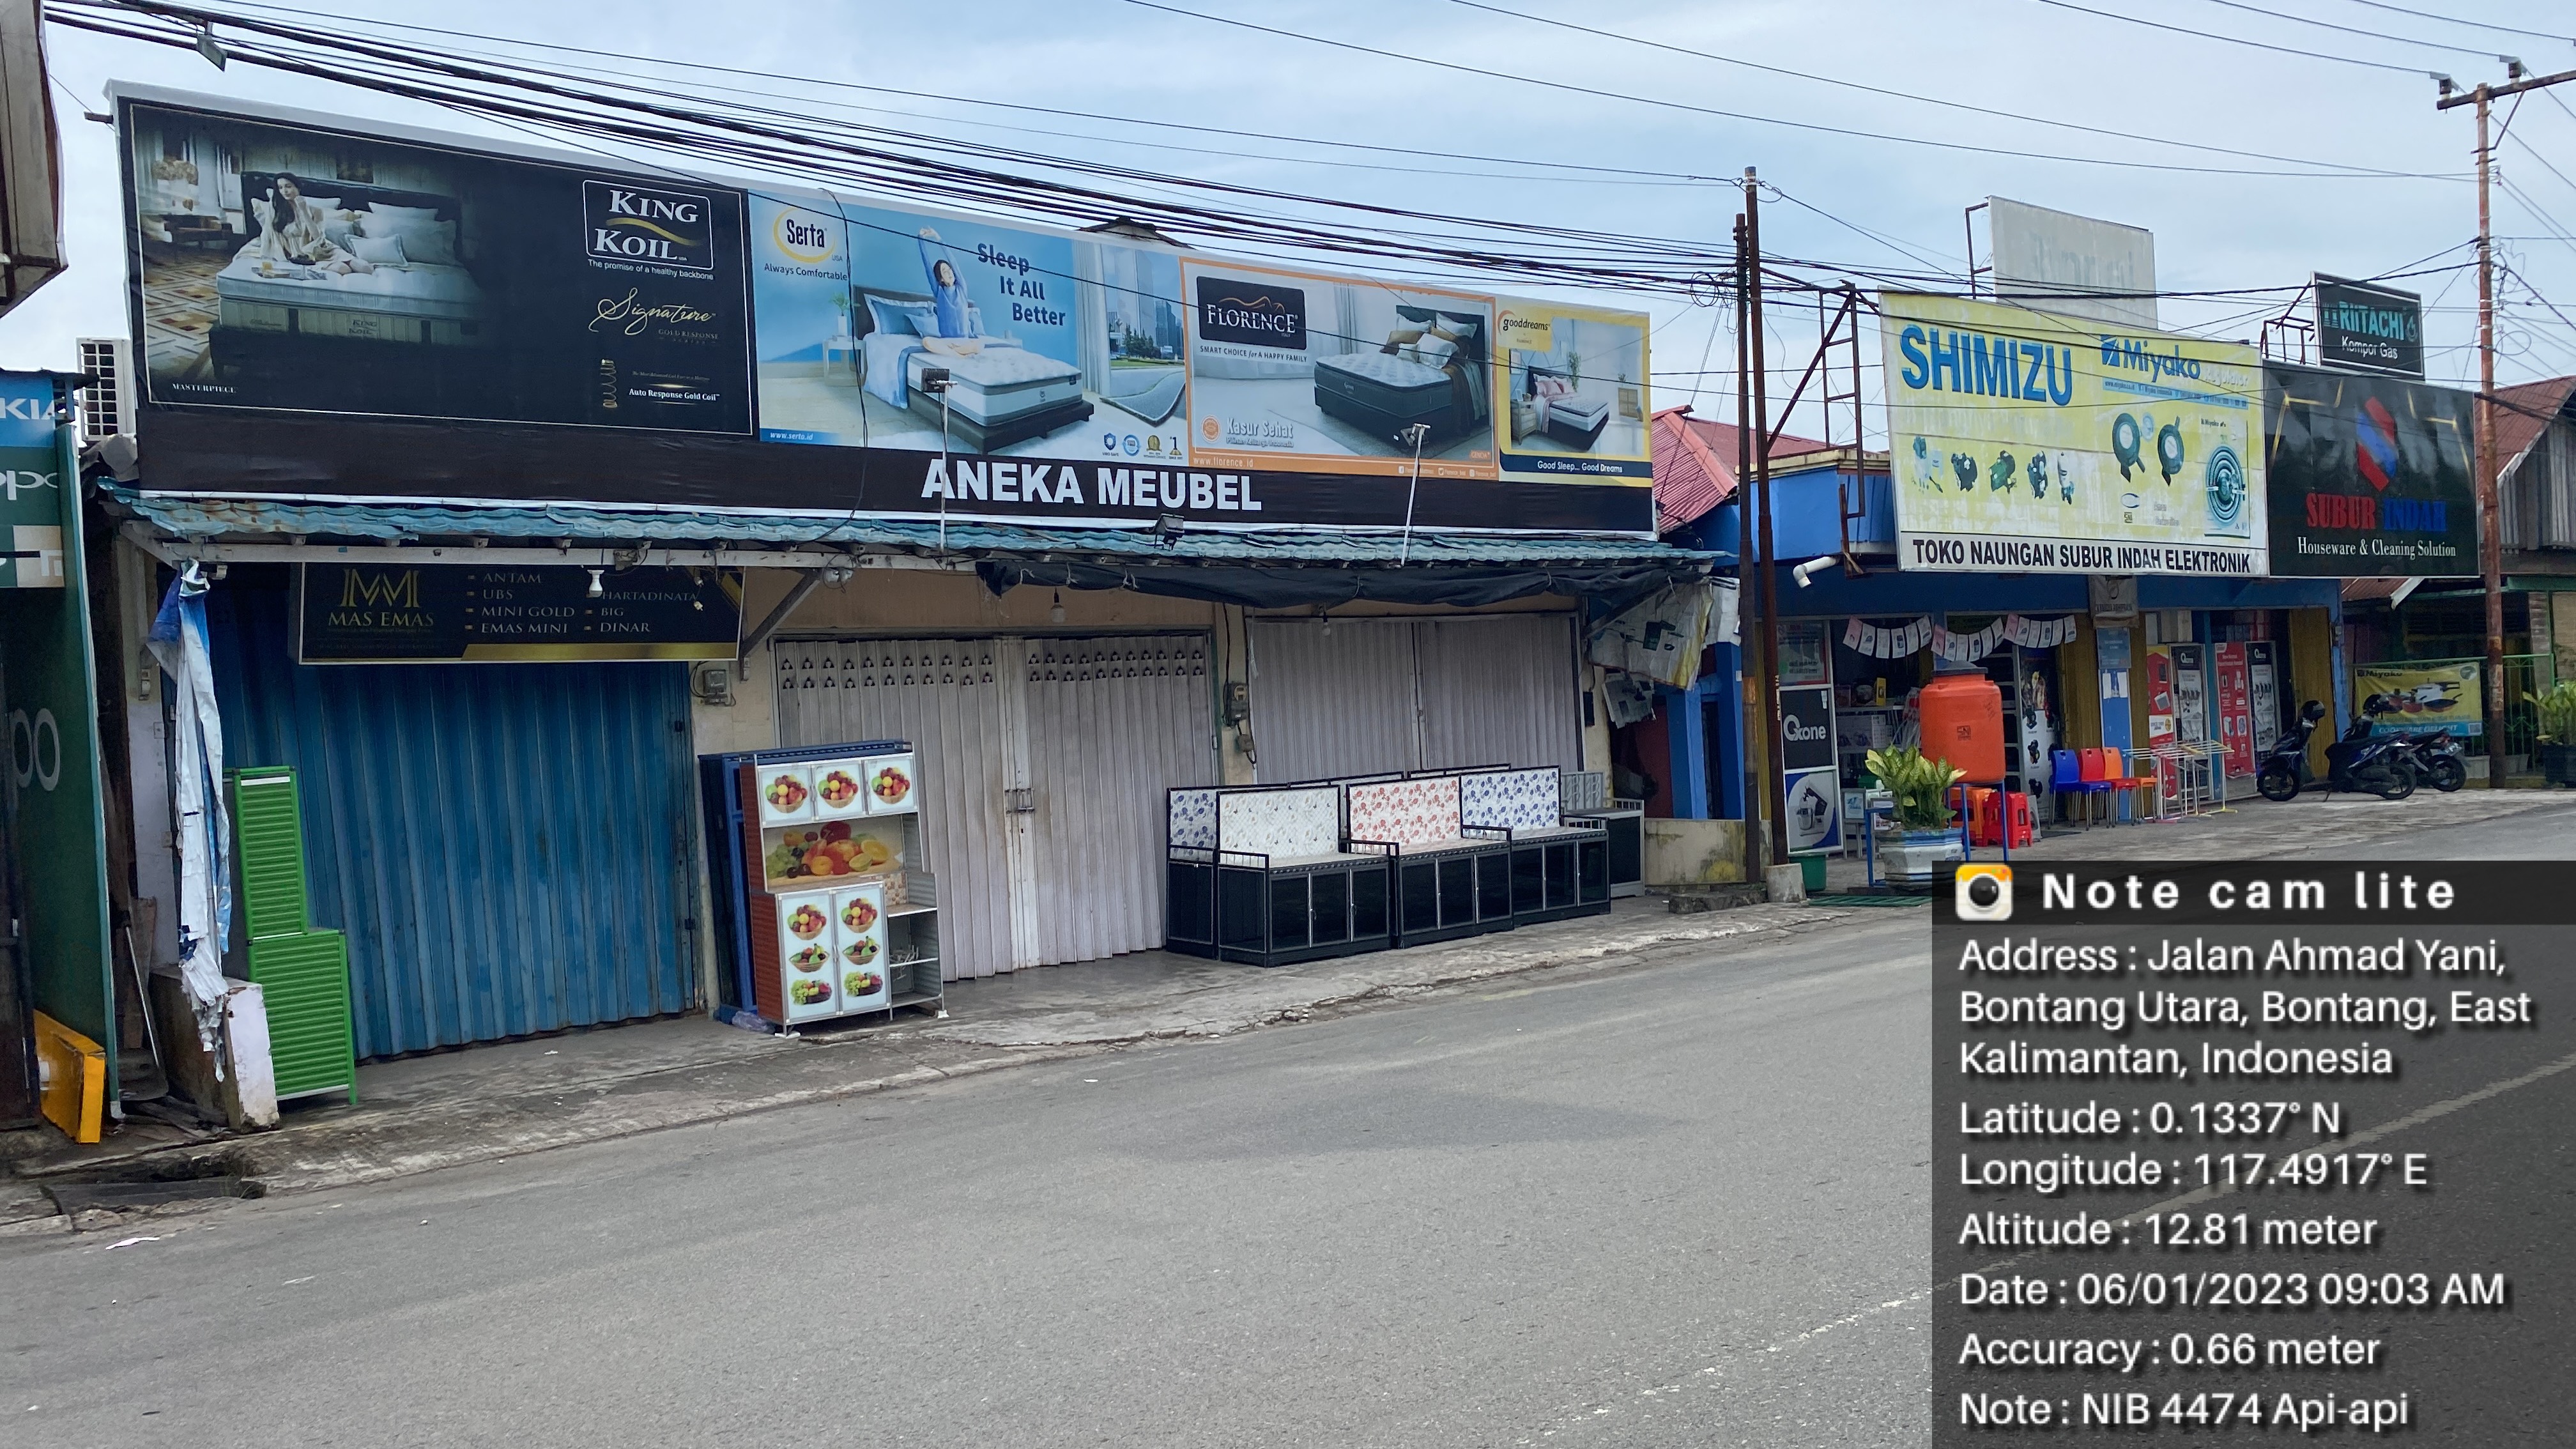 KING
KOIL
The promise of a healthy backbone
Signature
GOLD RESPONSE
Auto Response Gold Coil
MASTERPIECE
Serta
Always Comfortable
Sleep
It All
Better
www.serta.id
FLORENCE
SMART CHOICE for A HAPPY FAMILY
Kasur Sehat
www.florence.id
gooddreams
Good Sleep... Good Dreams
ANEKA MEUBEL
MAS EMAS
ANTAM
UBS
MINI GOLD
EMAS MINI
HARTADINATA
BIG
DINAR
SHIMIZU
Miyako
TOKO NAUNGAN SUBUR INDAH ELEKTRONIK
RIITACHI
Kompor Gas
SUBUR INDAH
Houseware & Cleaning Solution
Oxone
Miyako
Note cam lite
Address : Jalan Ahmad Yani,
Bontang Utara, Bontang, East
Kalimantan, Indonesia
Latitude : 0.1337° N
Longitude : 117.4917° E
Altitude : 12.81 meter
Date : 06/01/2023 09:03 AM
Accuracy : 0.66 meter
Note : NIB 4474 Api-api